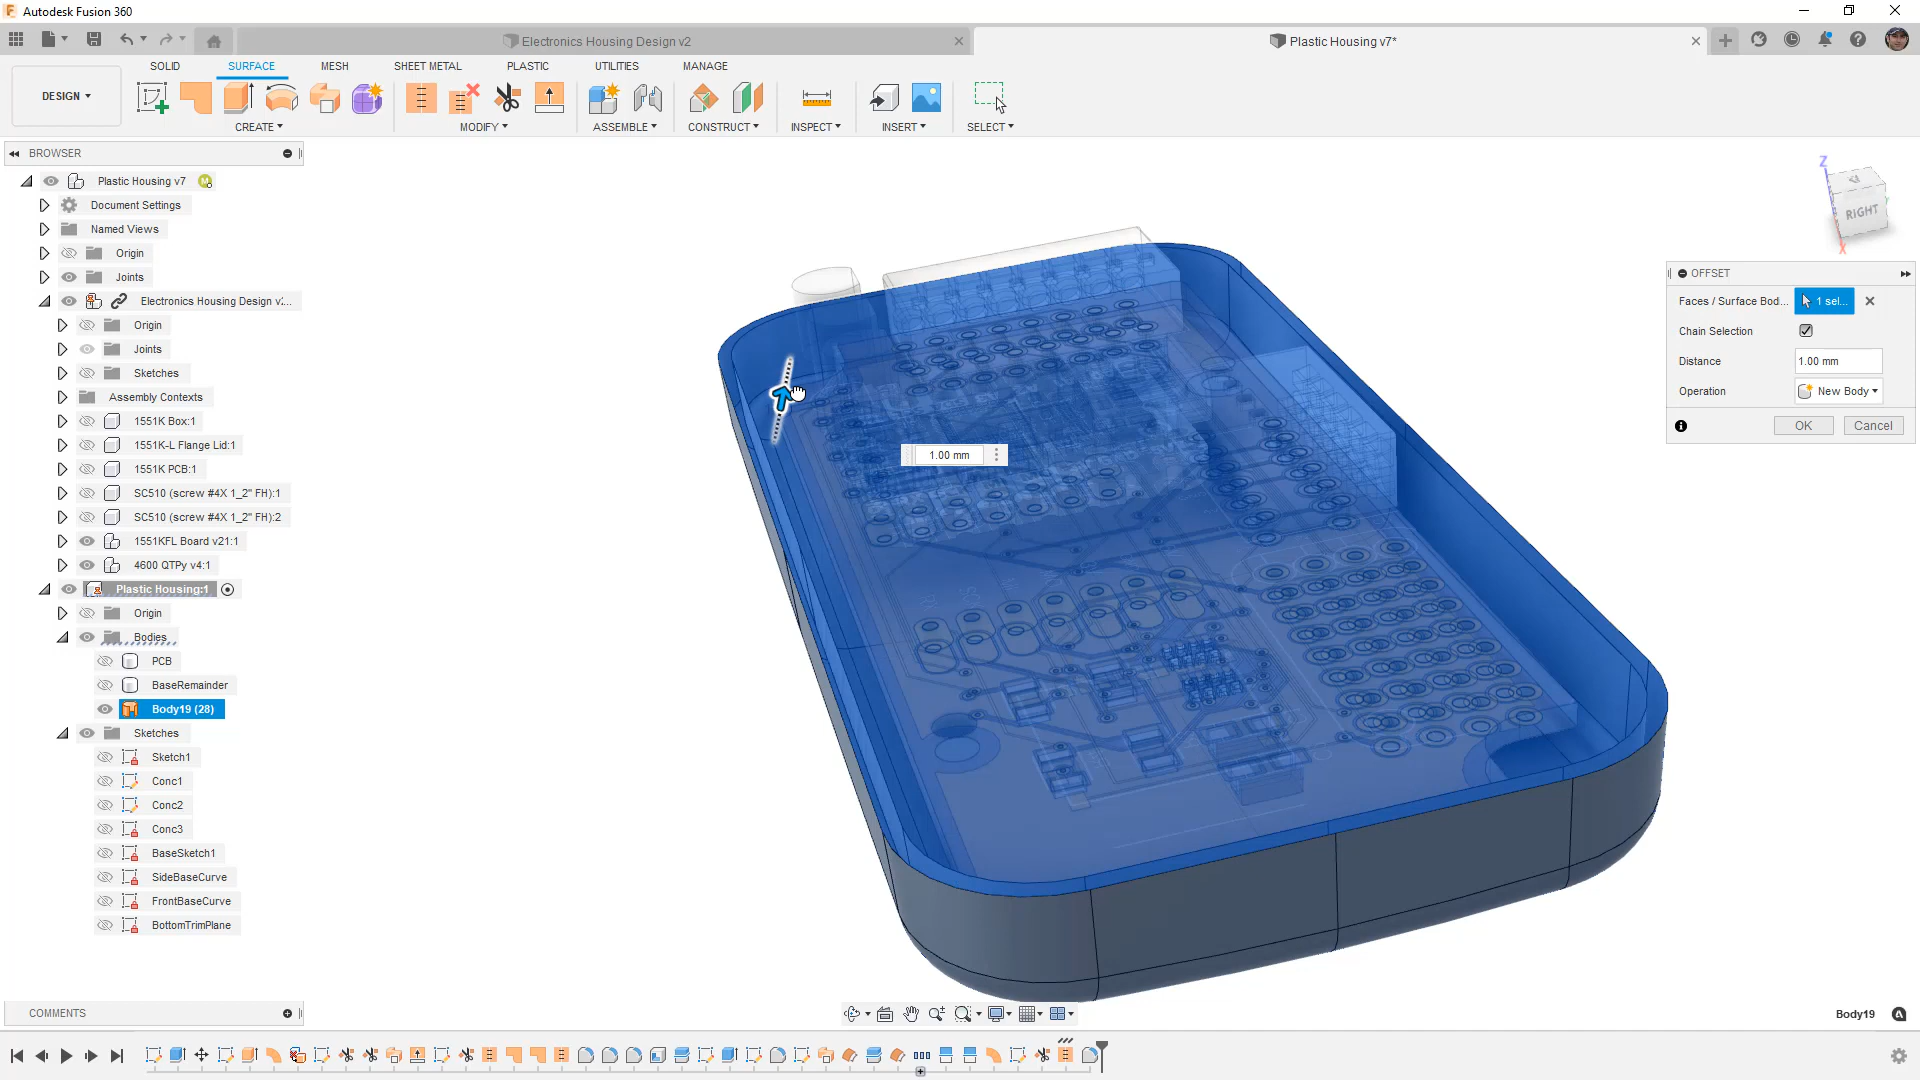 Autodesk Fusion 360
Electronics Housing Design v2
Plastic Housing v7*
SOLID
SURFACE
MESH
SHEET METAL
PLASTIC
UTILITIES
MANAGE
DESIGN
CREATE
MODIFY
ASSEMBLE
CONSTRUCT
INSPECT
INSERT
SELECT
BROWSER
Plastic Housing v7
M
Document Settings
Named Views
Origin
Joints
Electronics Housing Design v:...
Origin
Joints
Sketches
Assembly Contexts
1551K Box:1
1551K-L Flange Lid:1
1551K PCB:1
SC510 (screw #4X 1_2" FH):1
SC510 (screw #4X 1_2" FH):2
1551KFL Board v21:1
4600 QTPy v4:1
Plastic Housing:1
Origin
Bodies
PCB
BaseRemainder
Body19 (28)
Sketches
Sketch1
Conc1
Conc2
Conc3
BaseSketch1
SideBaseCurve
FrontBaseCurve
BottomTrimPlane
COMMENTS
1.00 mm
Z
RIGHT
X
OFFSET
Faces / Surface Bod...
1 sel...
Chain Selection
Distance
1.00 mm
Operation
New Body
OK
Cancel
Body19